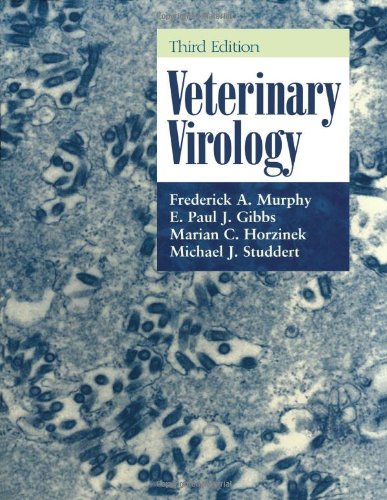 Third Edition
Veterinary
Virology
Frederick A. Murphy
E. Paul J. Gibbs
Marian C. Horzinek
Michael J. Studdert